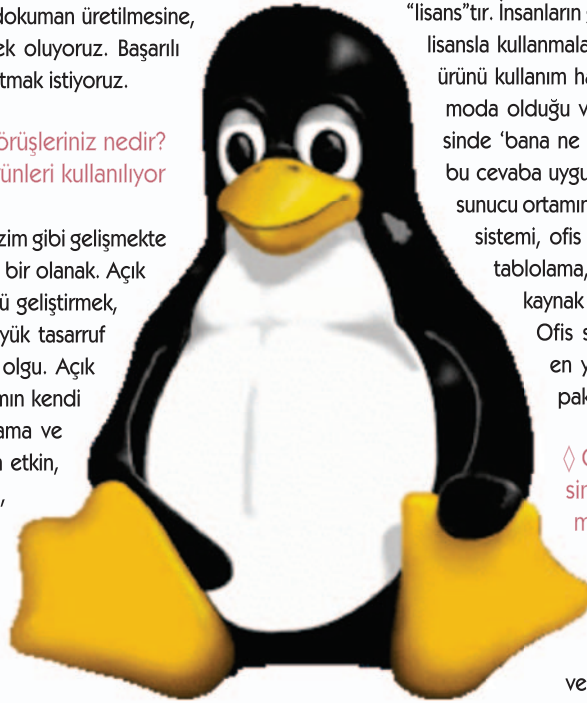 dokuman üretilmesine,
ek oluyoruz. Başarılı
tmak istiyoruz.
örüşleriniz nedir?
rünleri kullanılıyor
zim gibi gelişmekte
bir olanak. Açık
ü geliştirmek,
yük tasarruf
olgu. Açık
mın kendi
ama ve
etkin,
,
"lisans"tır. İnsanların
lisansla kullanmala
ürünü kullanım ha
moda olduğu v
sinde 'bana ne
bu cevaba uygu
sunucu ortamın
sistemi, ofis
tablolama,
kaynak
Ofis s
en y
pak
sin
m
ve